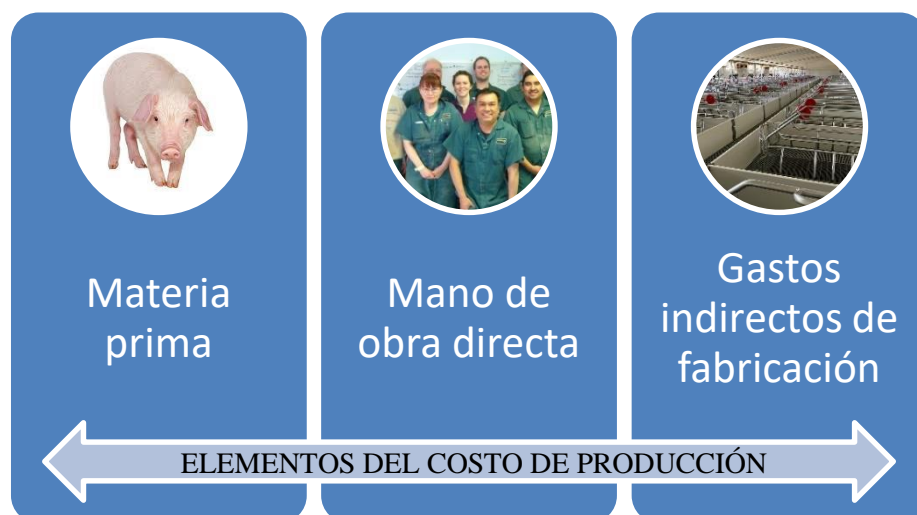 Materia
prima
Mano de
obra directa
Gastos
indirectos de
fabricación
ELEMENTOS DEL COSTO DE PRODUCCIÓN